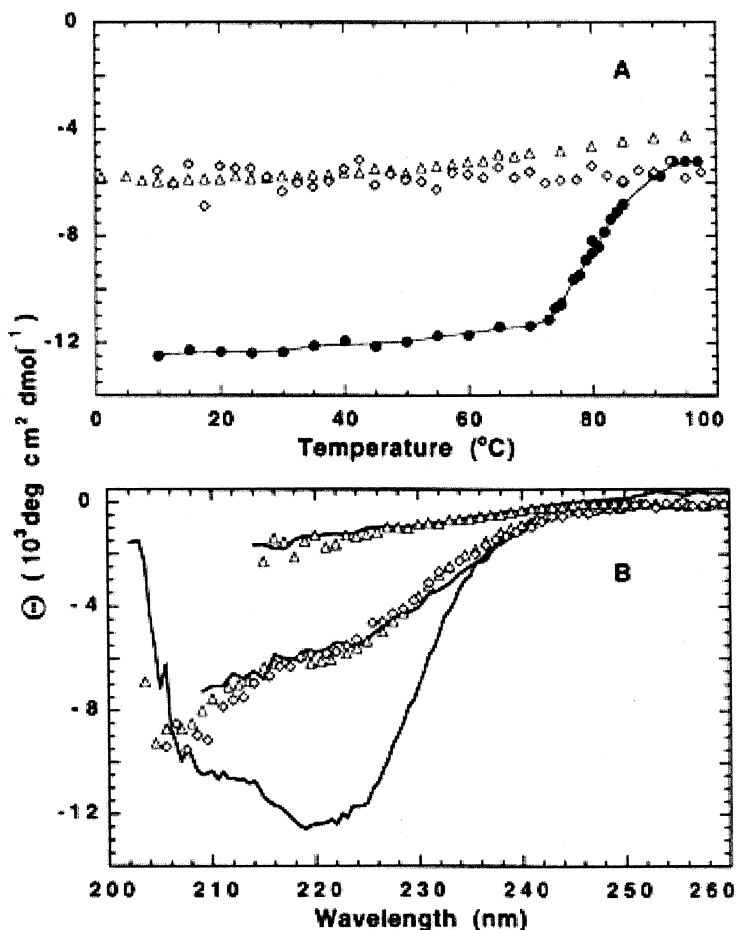 0
-4
-8
-12
A
0 20 40 60 80 100
Temperature (°C)
Θ (10³deg cm² dmol⁻¹)
0
-4
-8
-12
B
200 210 220 230 240 250 260
Wavelength (nm)